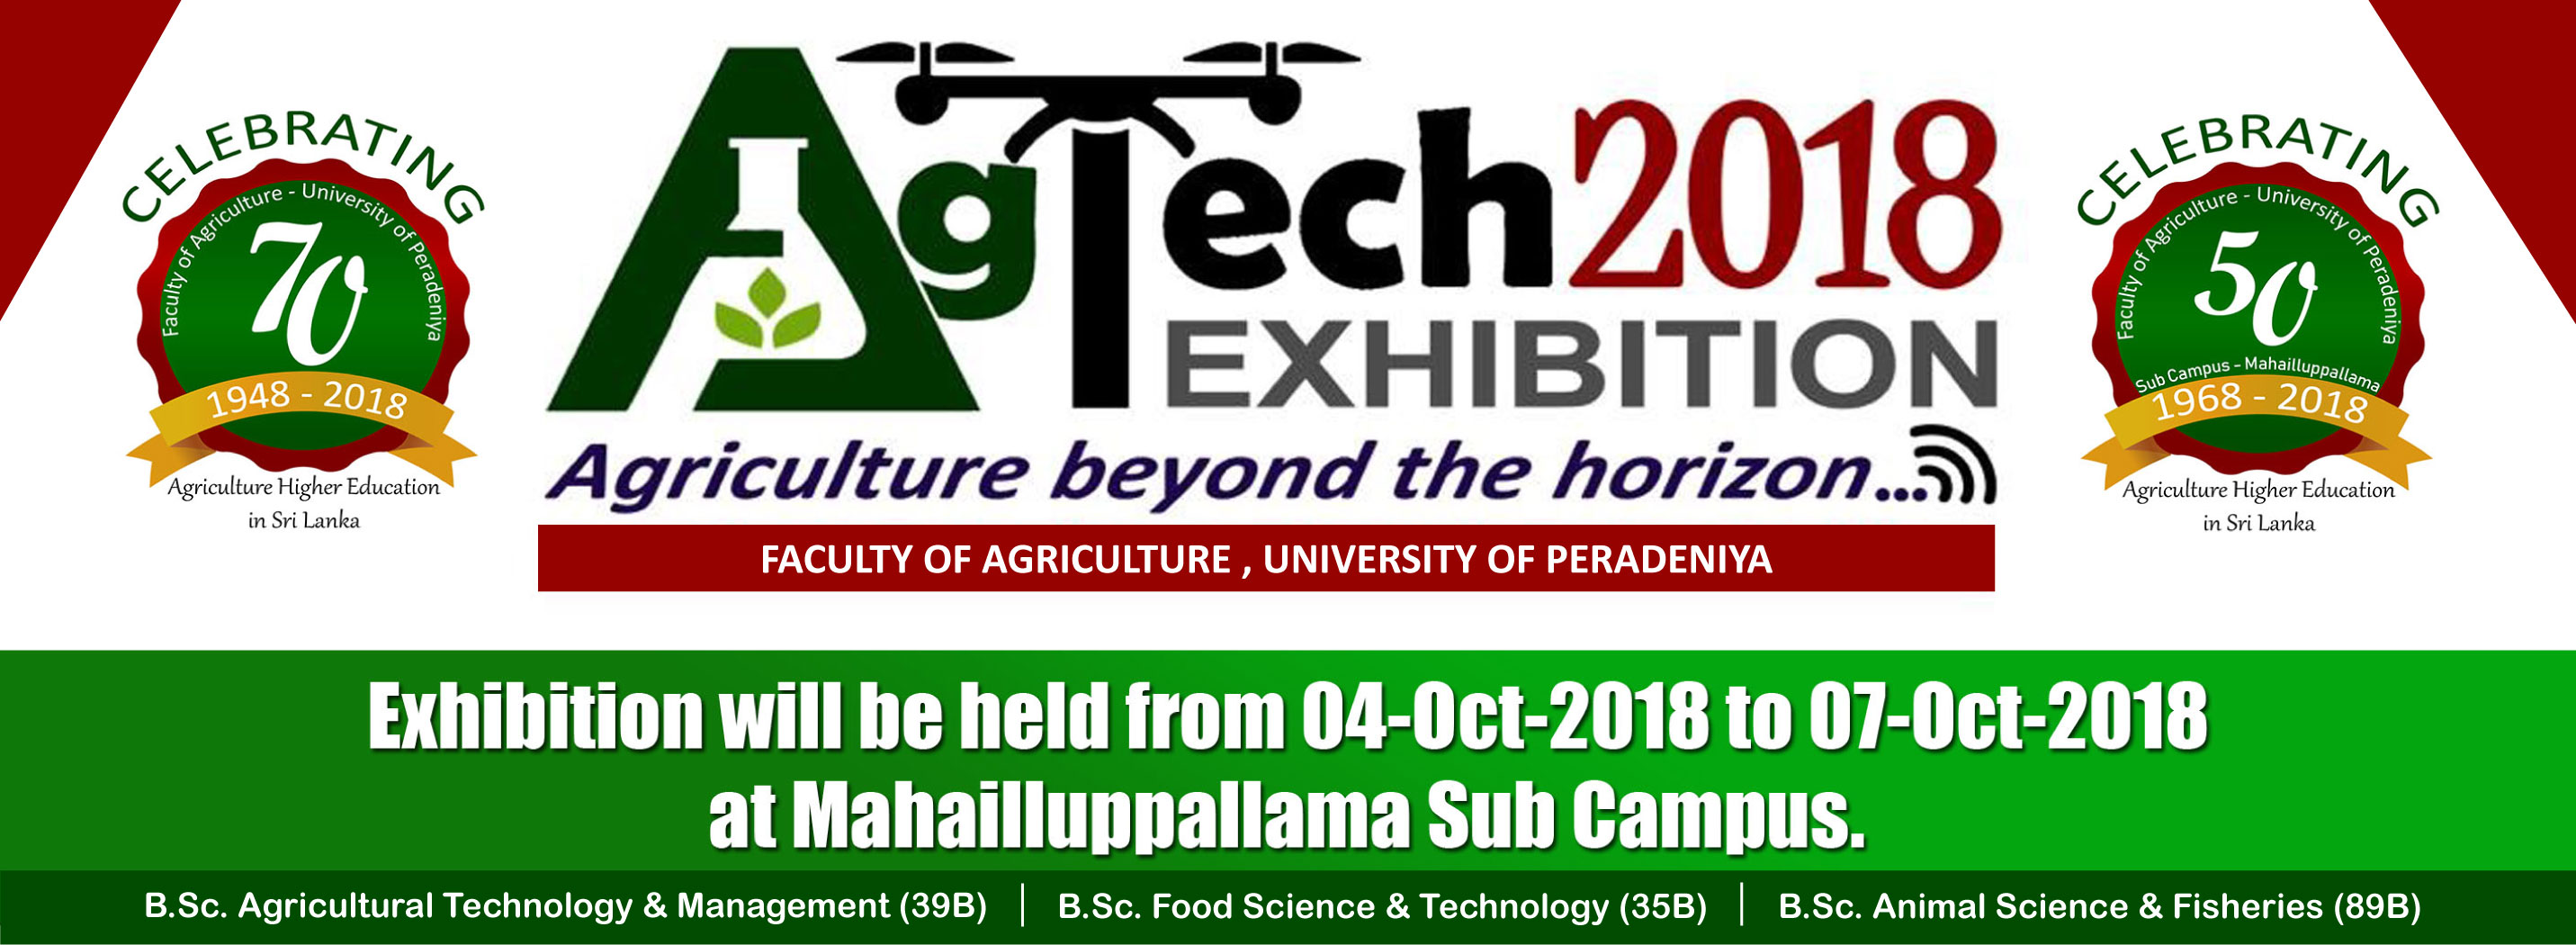 CELEBRATING
Faculty of Agriculture - University of Peradeniya
70
1948 - 2018
Agriculture Higher Education
in Sri Lanka
AgTech2018
EXHIBITION
Agriculture beyond the horizon...
FACULTY OF AGRICULTURE , UNIVERSITY OF PERADENIYA
CELEBRATING
Faculty of Agriculture - University of Peradeniya
50
Sub Campus - Mahailluppallama
1968 - 2018
Agriculture Higher Education
in Sri Lanka
Exhibition will be held from 04-Oct-2018 to 07-Oct-2018
at Mahailluppallama Sub Campus.
B.Sc. Agricultural Technology & Management (39B) | B.Sc. Food Science & Technology (35B) | B.Sc. Animal Science & Fisheries (89B)